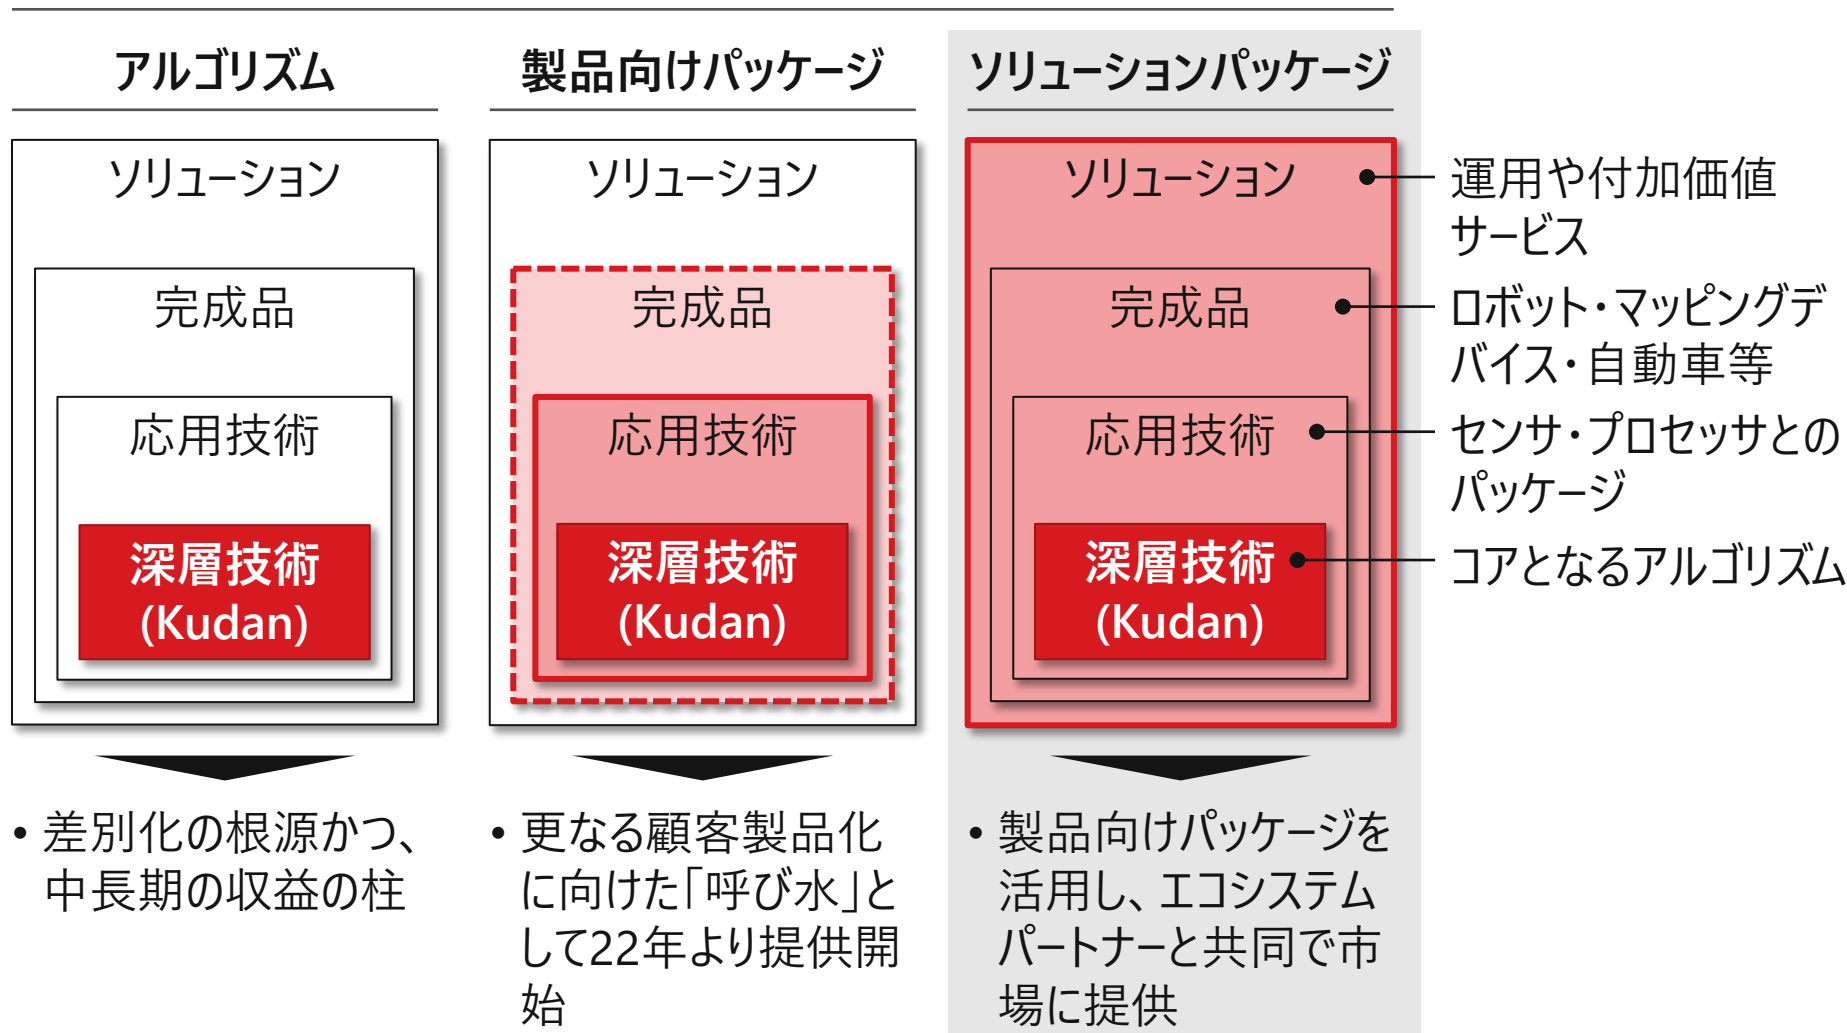 アルゴリズム
ソリューション
完成品
応用技術
深層技術
(Kudan)
• 差別化の根源かつ、
中長期の収益の柱
製品向けパッケージ
ソリューション
完成品
応用技術
深層技術
(Kudan)
• 更なる顧客製品化
に向けた「呼び水」と
して22年より提供開
始
ソリューションパッケージ
ソリューション
完成品
応用技術
深層技術
(Kudan)
• 製品向けパッケージを
活用し、エコシステム
パートナーと共同で市
場に提供
運用や付加価値
サービス
ロボット・マッピングデ
バイス・自動車等
センサ・プロセッサとの
パッケージ
コアとなるアルゴリズム